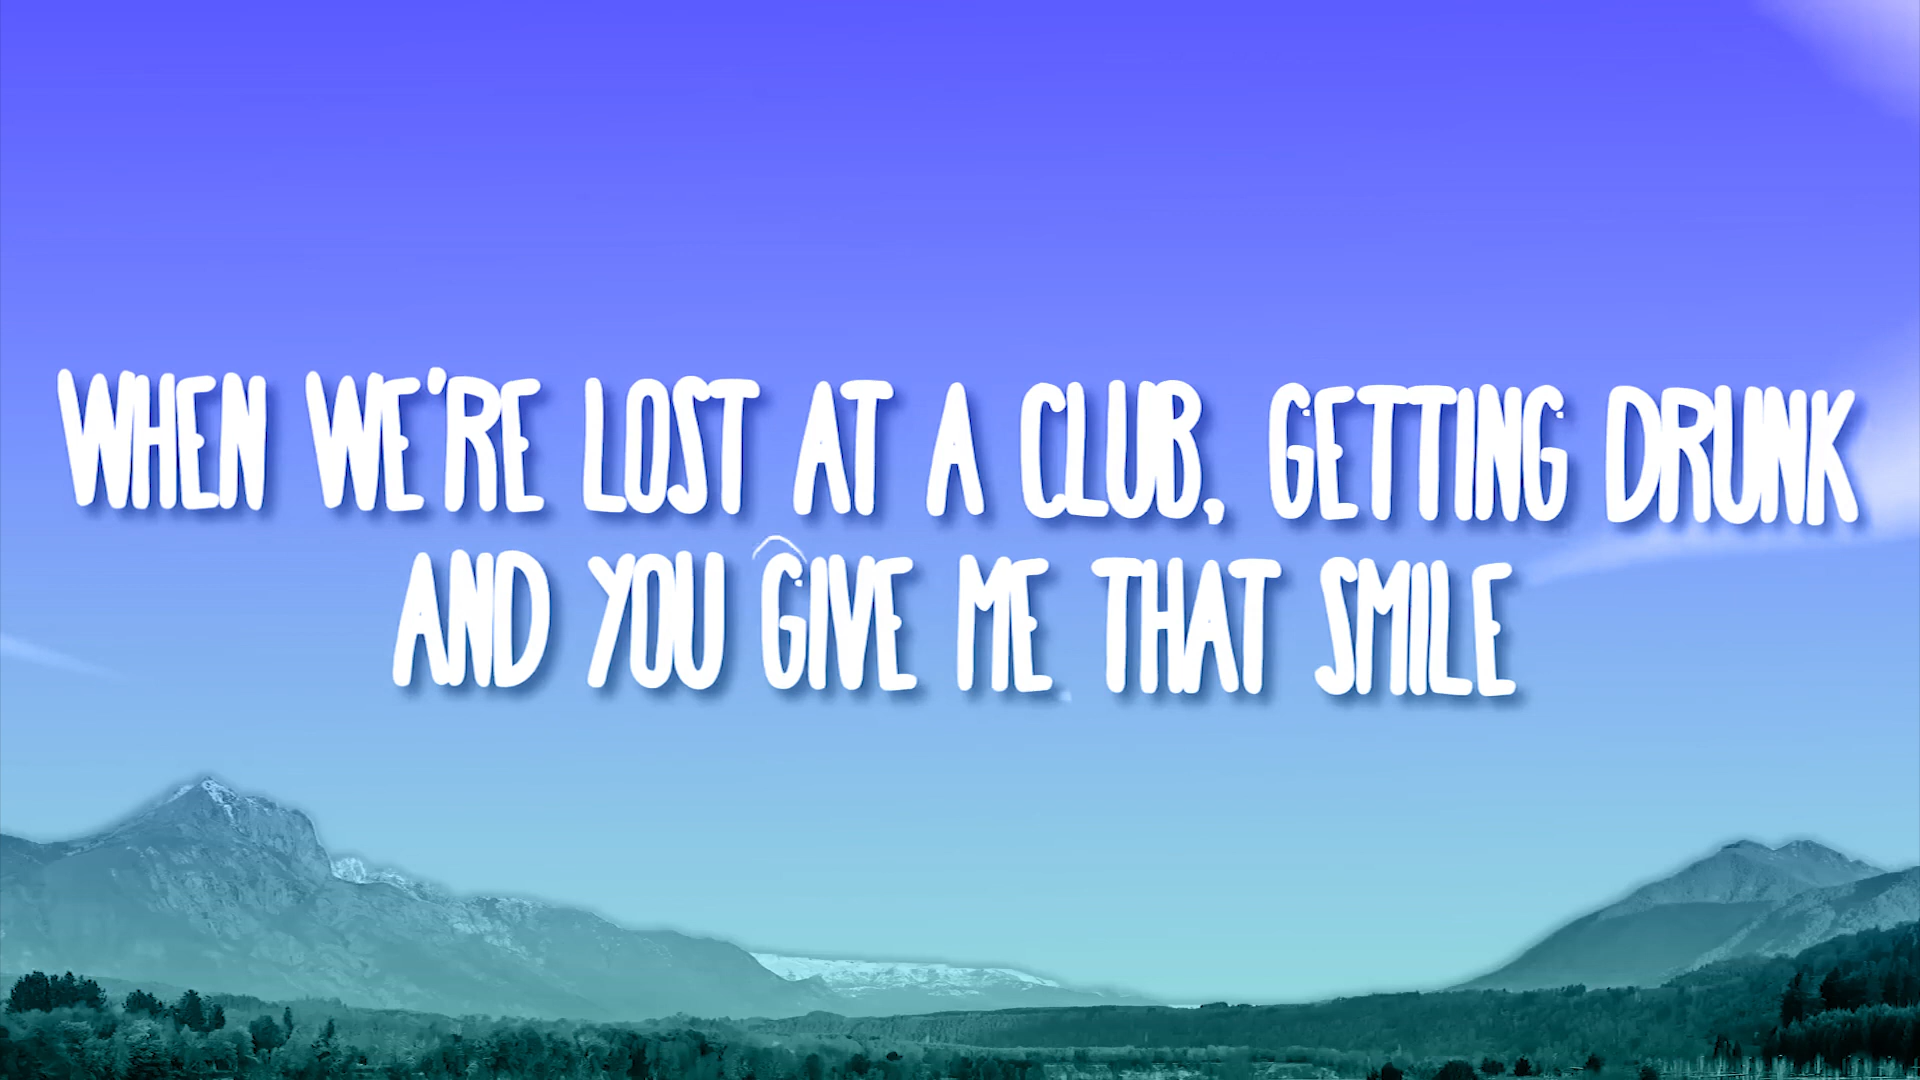 WHEN WE'RE LOST AT A CLUB, GETTING DRUNK
AND YOU GIVE ME THAT SMILE